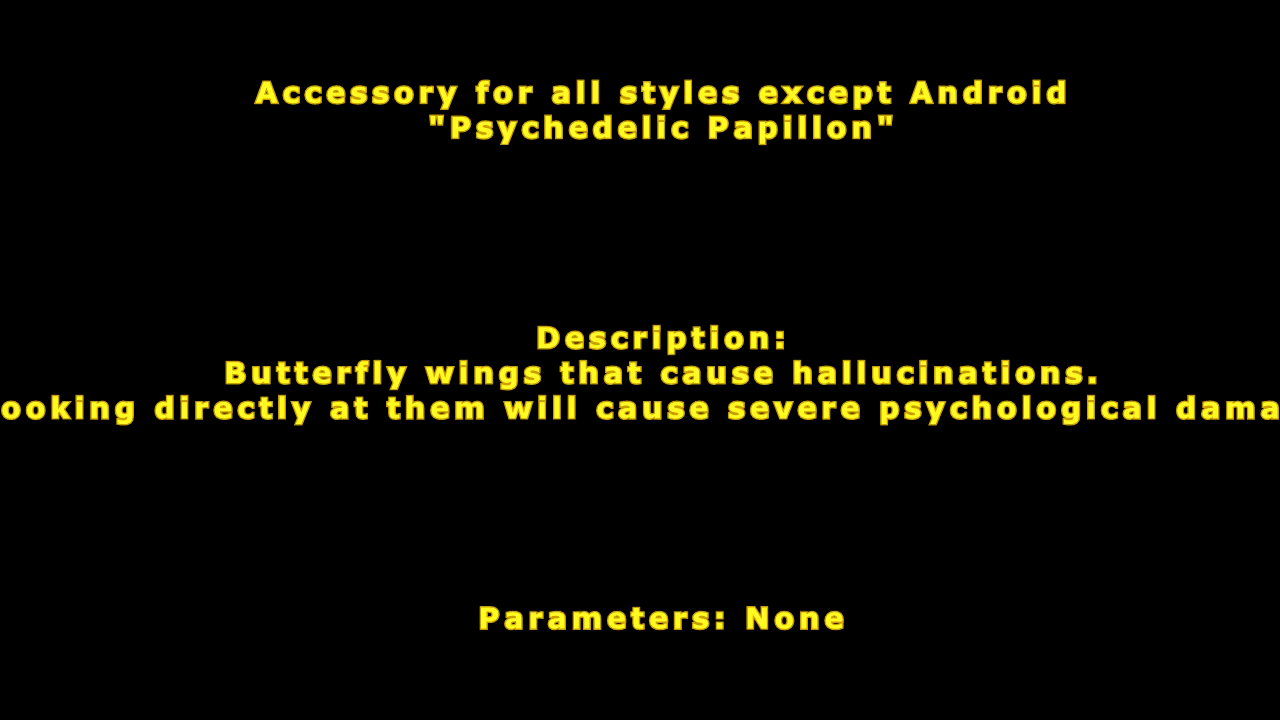 Accessory for all styles except Android
"Psychedelic Papillon"
Description:
Butterfly wings that cause hallucinations.
ooking directly at them will cause severe psychological dama
Parameters: None